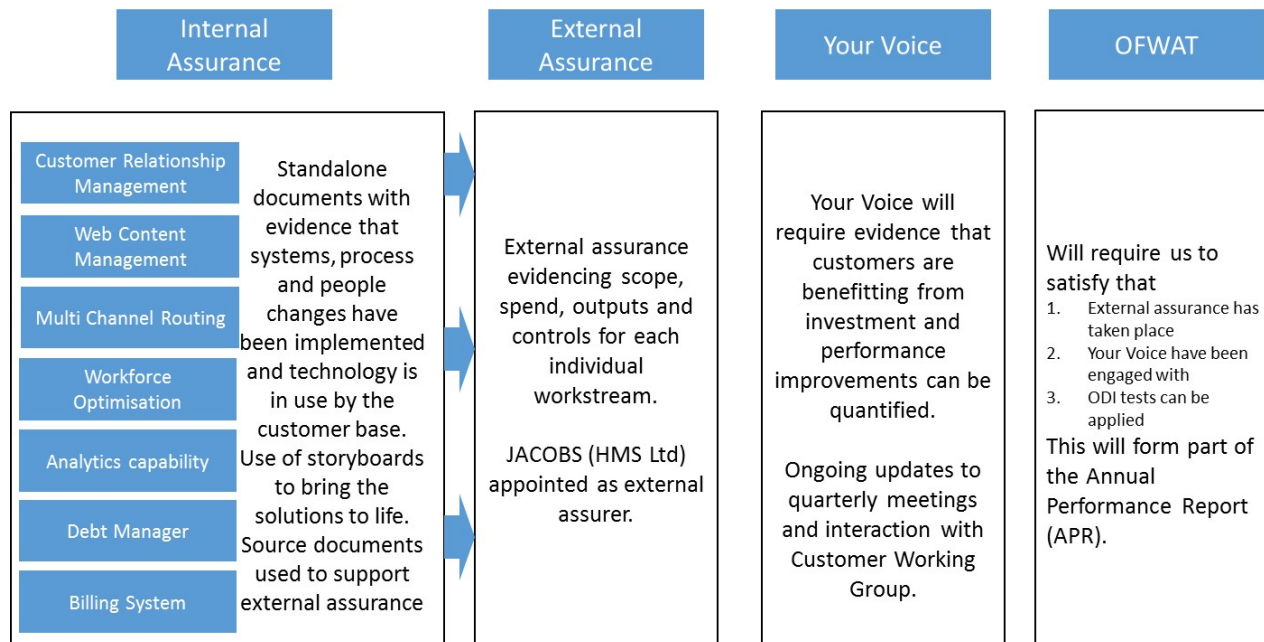 Internal
Assurance
External
Assurance
Your Voice
OFWAT
Customer Relationship
Management
Web Content
Management
Multi Channel Routing
Workforce
Optimisation
Analytics capability
Debt Manager
Billing System
Standalone
documents with
evidence that
systems, process
and people
changes have
been implemented
and technology is
in use by the
customer base.
Use of storyboards
to bring the
solutions to life.
Source documents
used to support
external assurance
External assurance
evidencing scope,
spend, outputs and
controls for each
individual
workstream.
JACOBS (HMS Ltd)
appointed as external
assurer.
Your Voice will
require evidence that
customers are
benefitting from
investment and
performance
improvements can be
quantified.
Ongoing updates to
quarterly meetings
and interaction with
Customer Working
Group.
Will require us to
satisfy that
1. External assurance has
taken place
2. Your Voice have been
engaged with
3. ODI tests can be
applied
This will form part of
the Annual
Performance Report
(APR).